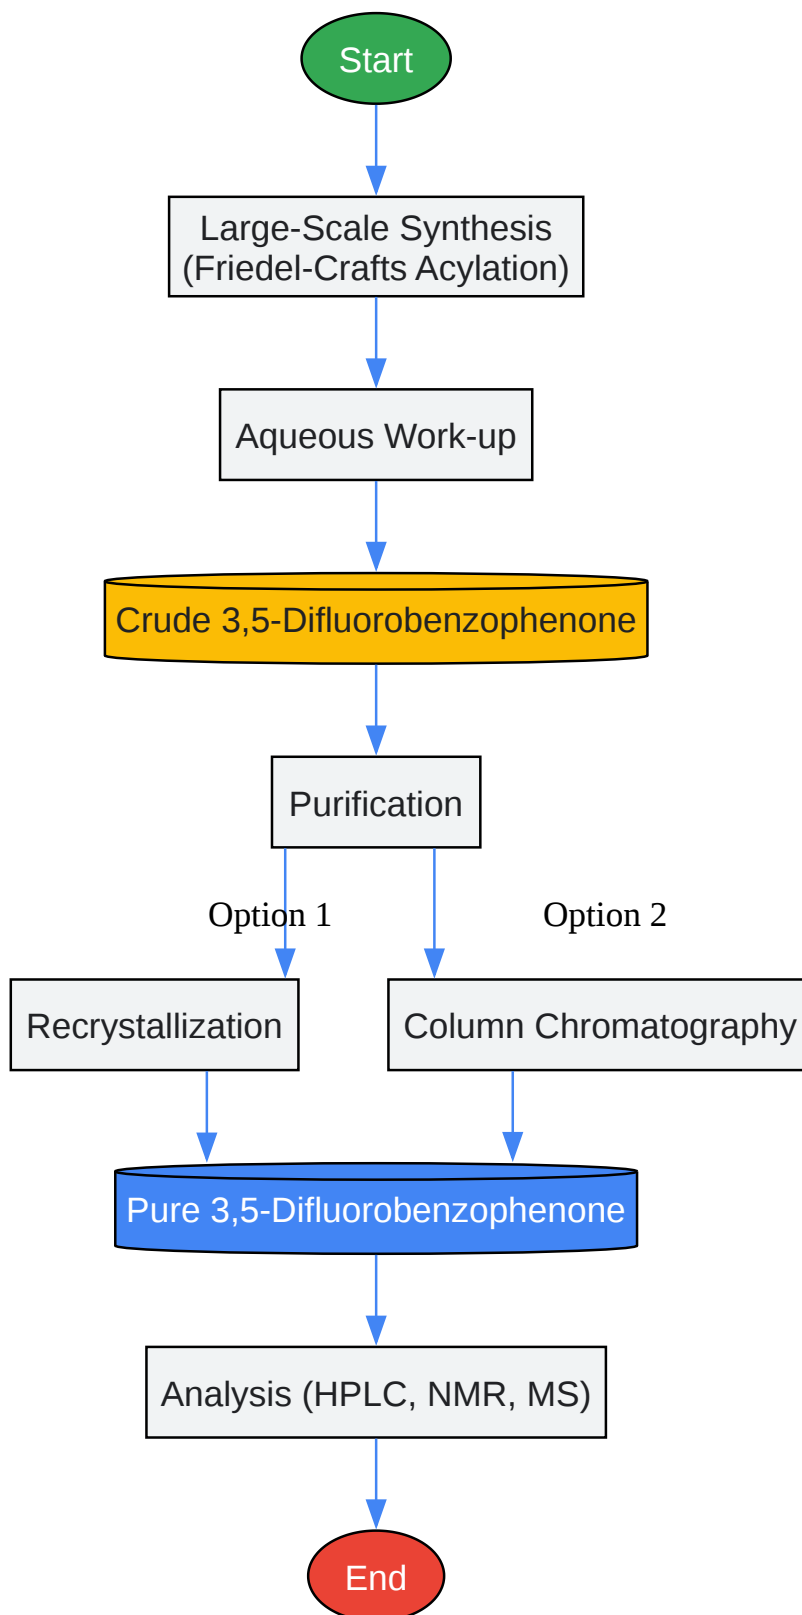 Start
Large-Scale Synthesis
(Friedel-Crafts Acylation)
Aqueous Work-up
Crude 3,5-Difluorobenzophenone
Purification
Option 1
Option 2
Recrystallization
Column Chromatography
Pure 3,5-Difluorobenzophenone
Analysis (HPLC, NMR, MS)
End